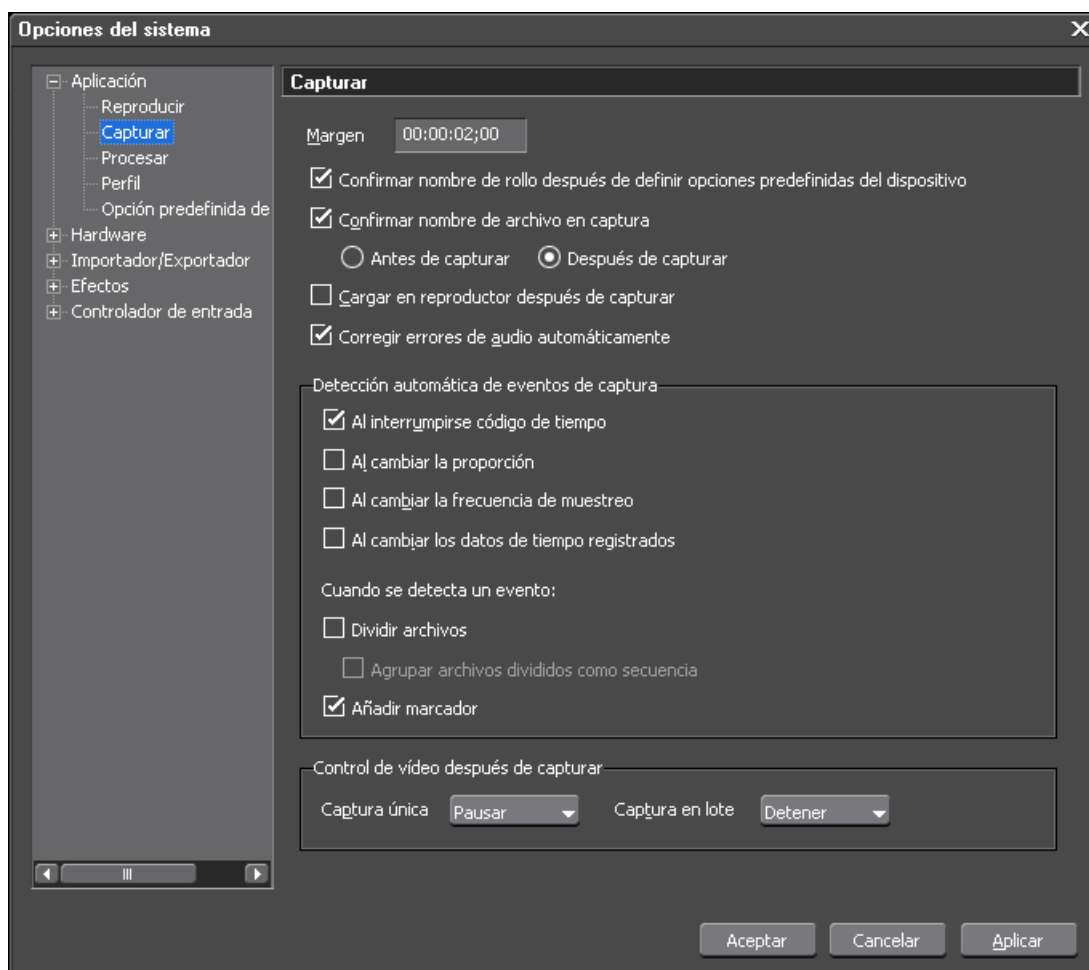 Opciones del sistema
Aplicación
Reproducir
Capturar
Procesar
Perfil
Opción predefinida de
Hardware
Importador/Exportador
Efectos
Controlador de entrada
Capturar
Margen 00:00:02;00
Confirmar nombre de rollo después de definir opciones predefinidas del dispositivo
Confirmar nombre de archivo en captura
Antes de capturar Después de capturar
Cargar en reproductor después de capturar
Corregir errores de audio automáticamente
Detección automática de eventos de captura
Al interrumpirse código de tiempo
Al cambiar la proporción
Al cambiar la frecuencia de muestreo
Al cambiar los datos de tiempo registrados
Cuando se detecta un evento:
Dividir archivos
Agrupar archivos divididos como secuencia
Añadir marcador
Control de vídeo después de capturar
Captura única Pausar Captura en lote Detener
Aceptar Cancelar Aplicar